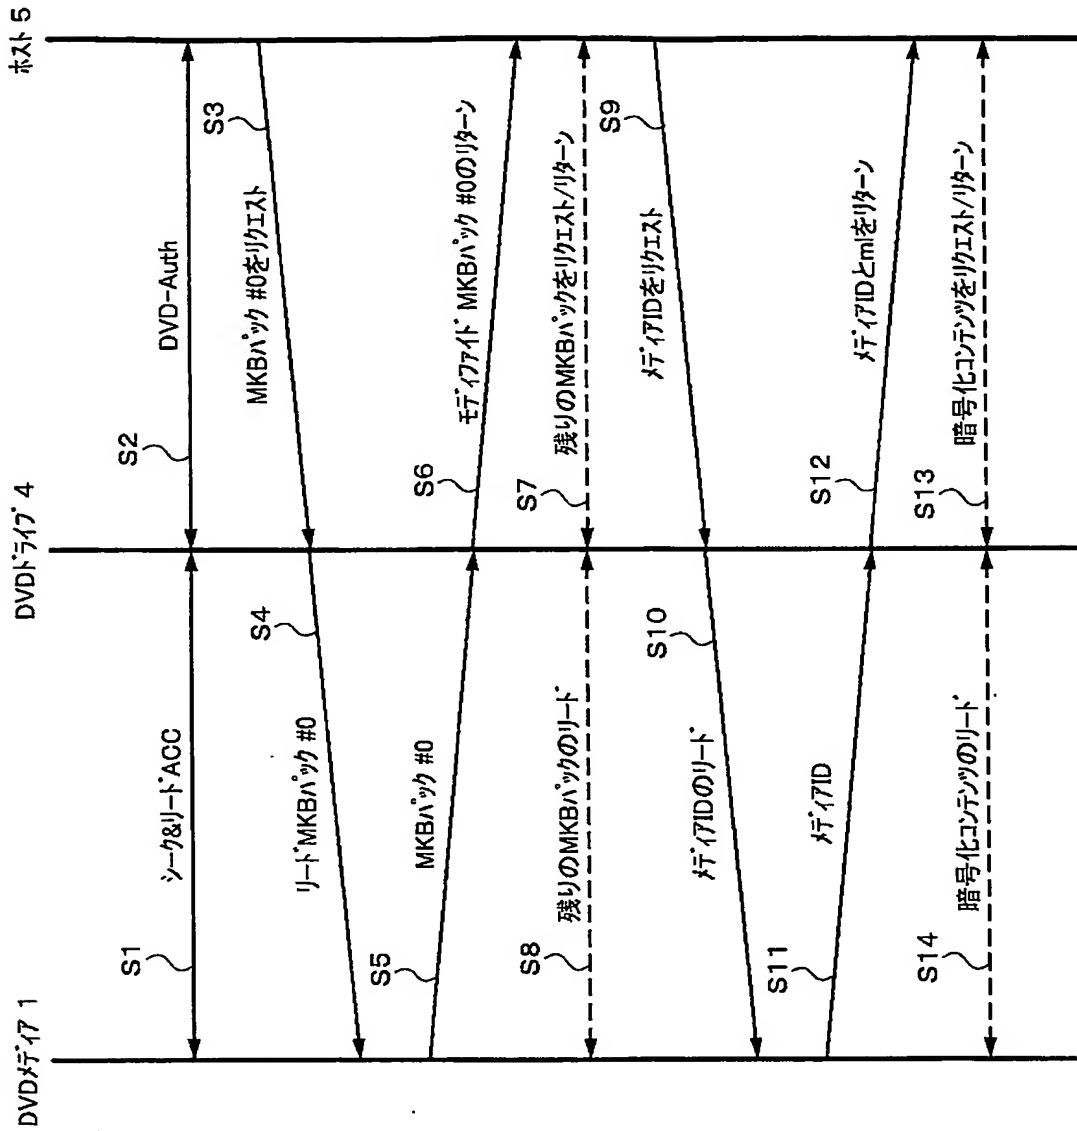 DVDメディア 1
DVDドライブ 4
ホスト 5
S1
シーク&リードACC
S2
DVD-Auth
S3
MKBパック #0をリクエスト
S4
リードMKBパック #0
S5
MKBパック #0
S6
モディファイド MKBパック #0のリターン
S7
残りのMKBパックをリクエスト/リターン
S8
残りのMKBパックのリード
S9
メディアIDをリクエスト
S10
メディアIDのリード
S11
メディアID
S12
メディアIDとmlをリターン
S13
暗号化コンテンツをリクエスト/リターン
S14
暗号化コンテンツのリード